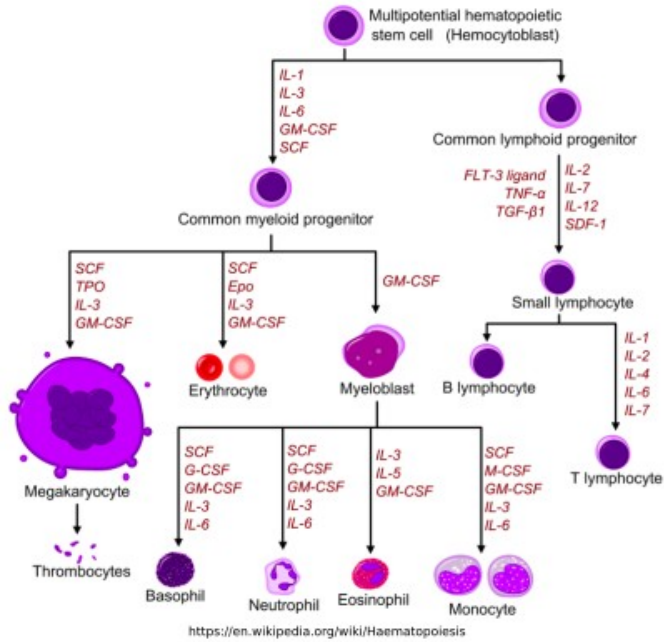 Multipotential hematopoietic
stem cell (Hemocytoblast)
IL-1
IL-3
IL-6
GM-CSF
SCF
Common lymphoid progenitor
FLT-3 ligand
TNF-α
TGF-β1
IL-2
IL-7
IL-12
SDF-1
Common myeloid progenitor
SCF
TPO
IL-3
GM-CSF
SCF
Epo
IL-3
GM-CSF
GM-CSF
Small lymphocyte
Erythrocyte
Myeloblast
B lymphocyte
IL-1
IL-2
IL-4
IL-6
IL-7
T lymphocyte
Megakaryocyte
Thrombocytes
SCF
G-CSF
GM-CSF
IL-3
IL-6
SCF
G-CSF
GM-CSF
IL-3
IL-6
IL-3
IL-5
GM-CSF
SCF
M-CSF
GM-CSF
IL-3
IL-6
Basophil
Neutrophil
Eosinophil
Monocyte
https://en.wikipedia.org/wiki/Haematopoiesis